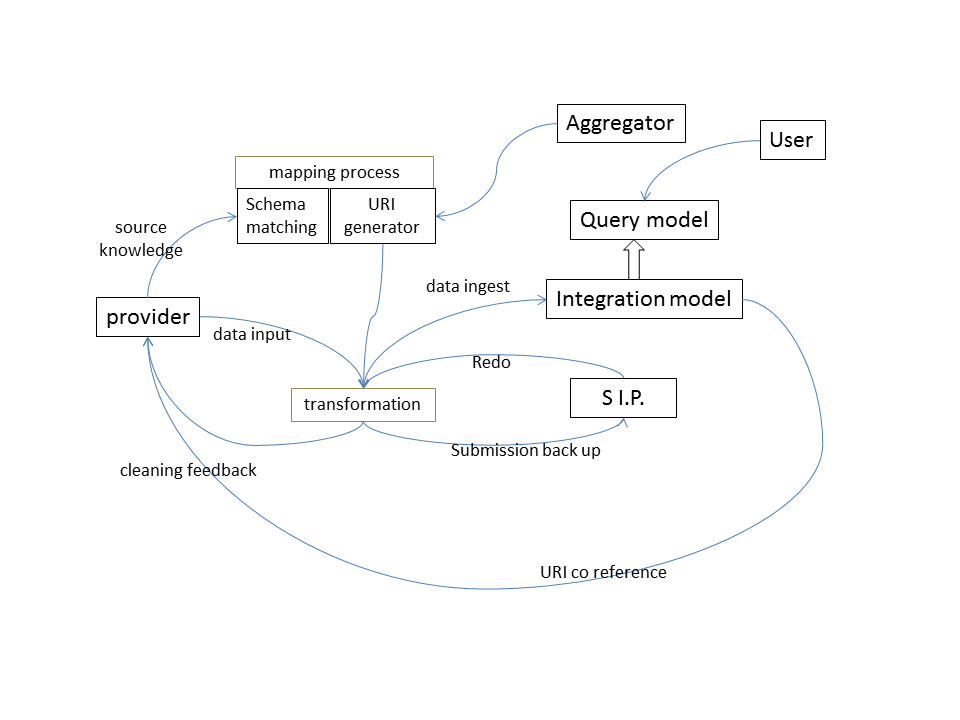 Aggregator
User
mapping process
Schema
matching
URI
generator
Query model
source
knowledge
data ingest
Integration model
provider
data input
Redo
transformation
S I.P.
Submission back up
cleaning feedback
URI co reference